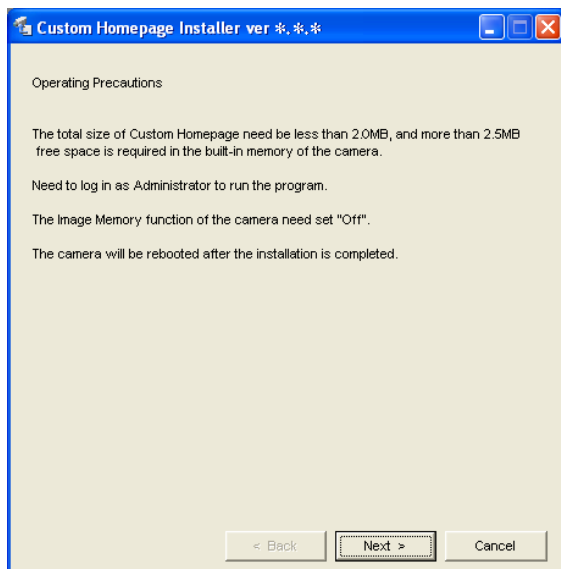 Custom Homepage Installer ver *.*.*
Operating Precautions
The total size of Custom Homepage need be less than 2.0MB, and more than 2.5MB
free space is required in the built-in memory of the camera.
Need to log in as Administrator to run the program.
The Image Memory function of the camera need set "Off".
The camera will be rebooted after the installation is completed.
< Back Next > Cancel